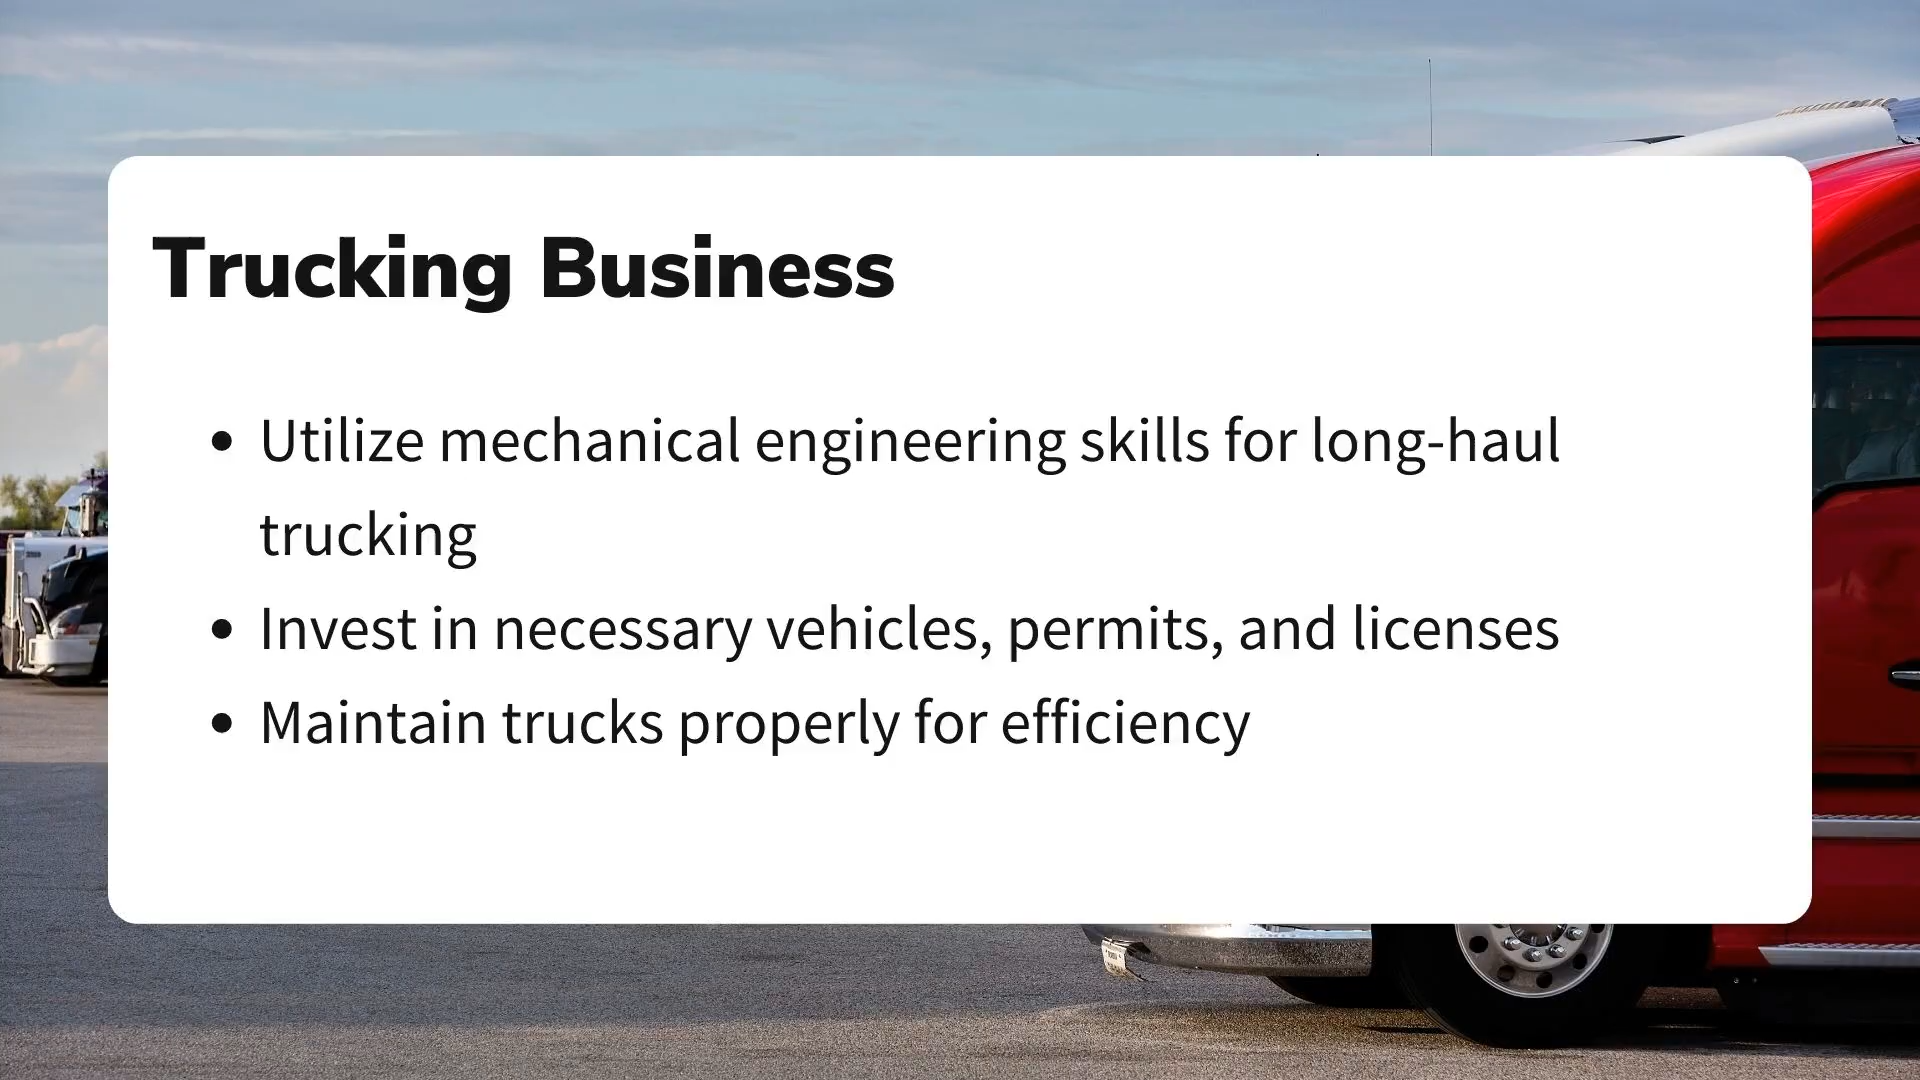 Trucking Business
• Utilize mechanical engineering skills for long-haul
trucking
• Invest in necessary vehicles, permits, and licenses
• Maintain trucks properly for efficiency